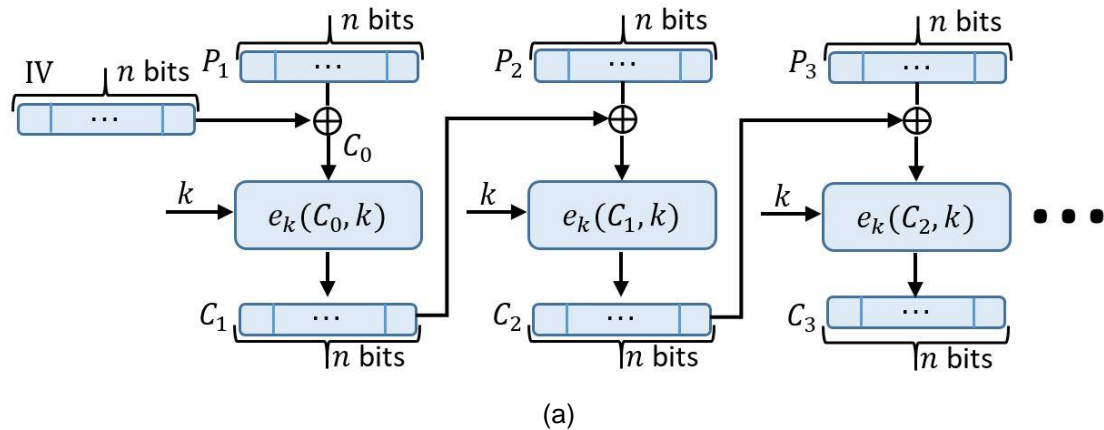 n bits n bits n bits
IV n bits P₁ ... P₂ ... P₃ ...
...
C₀
k eₖ(C₀, k) k eₖ(C₁, k) k eₖ(C₂, k) ...
C₁ ... C₂ ... C₃ ...
n bits n bits n bits
(a)